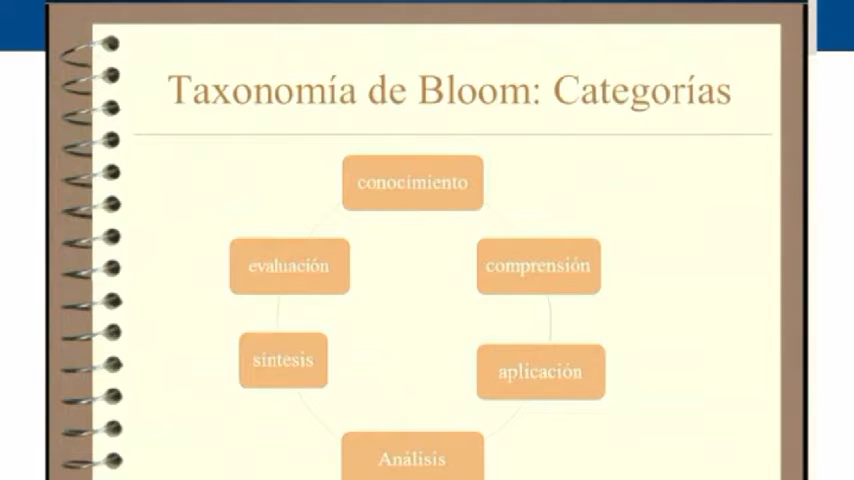 Taxonomía de Bloom: Categorías
conocimiento
evaluación
comprensión
síntesis
aplicación
Análisis